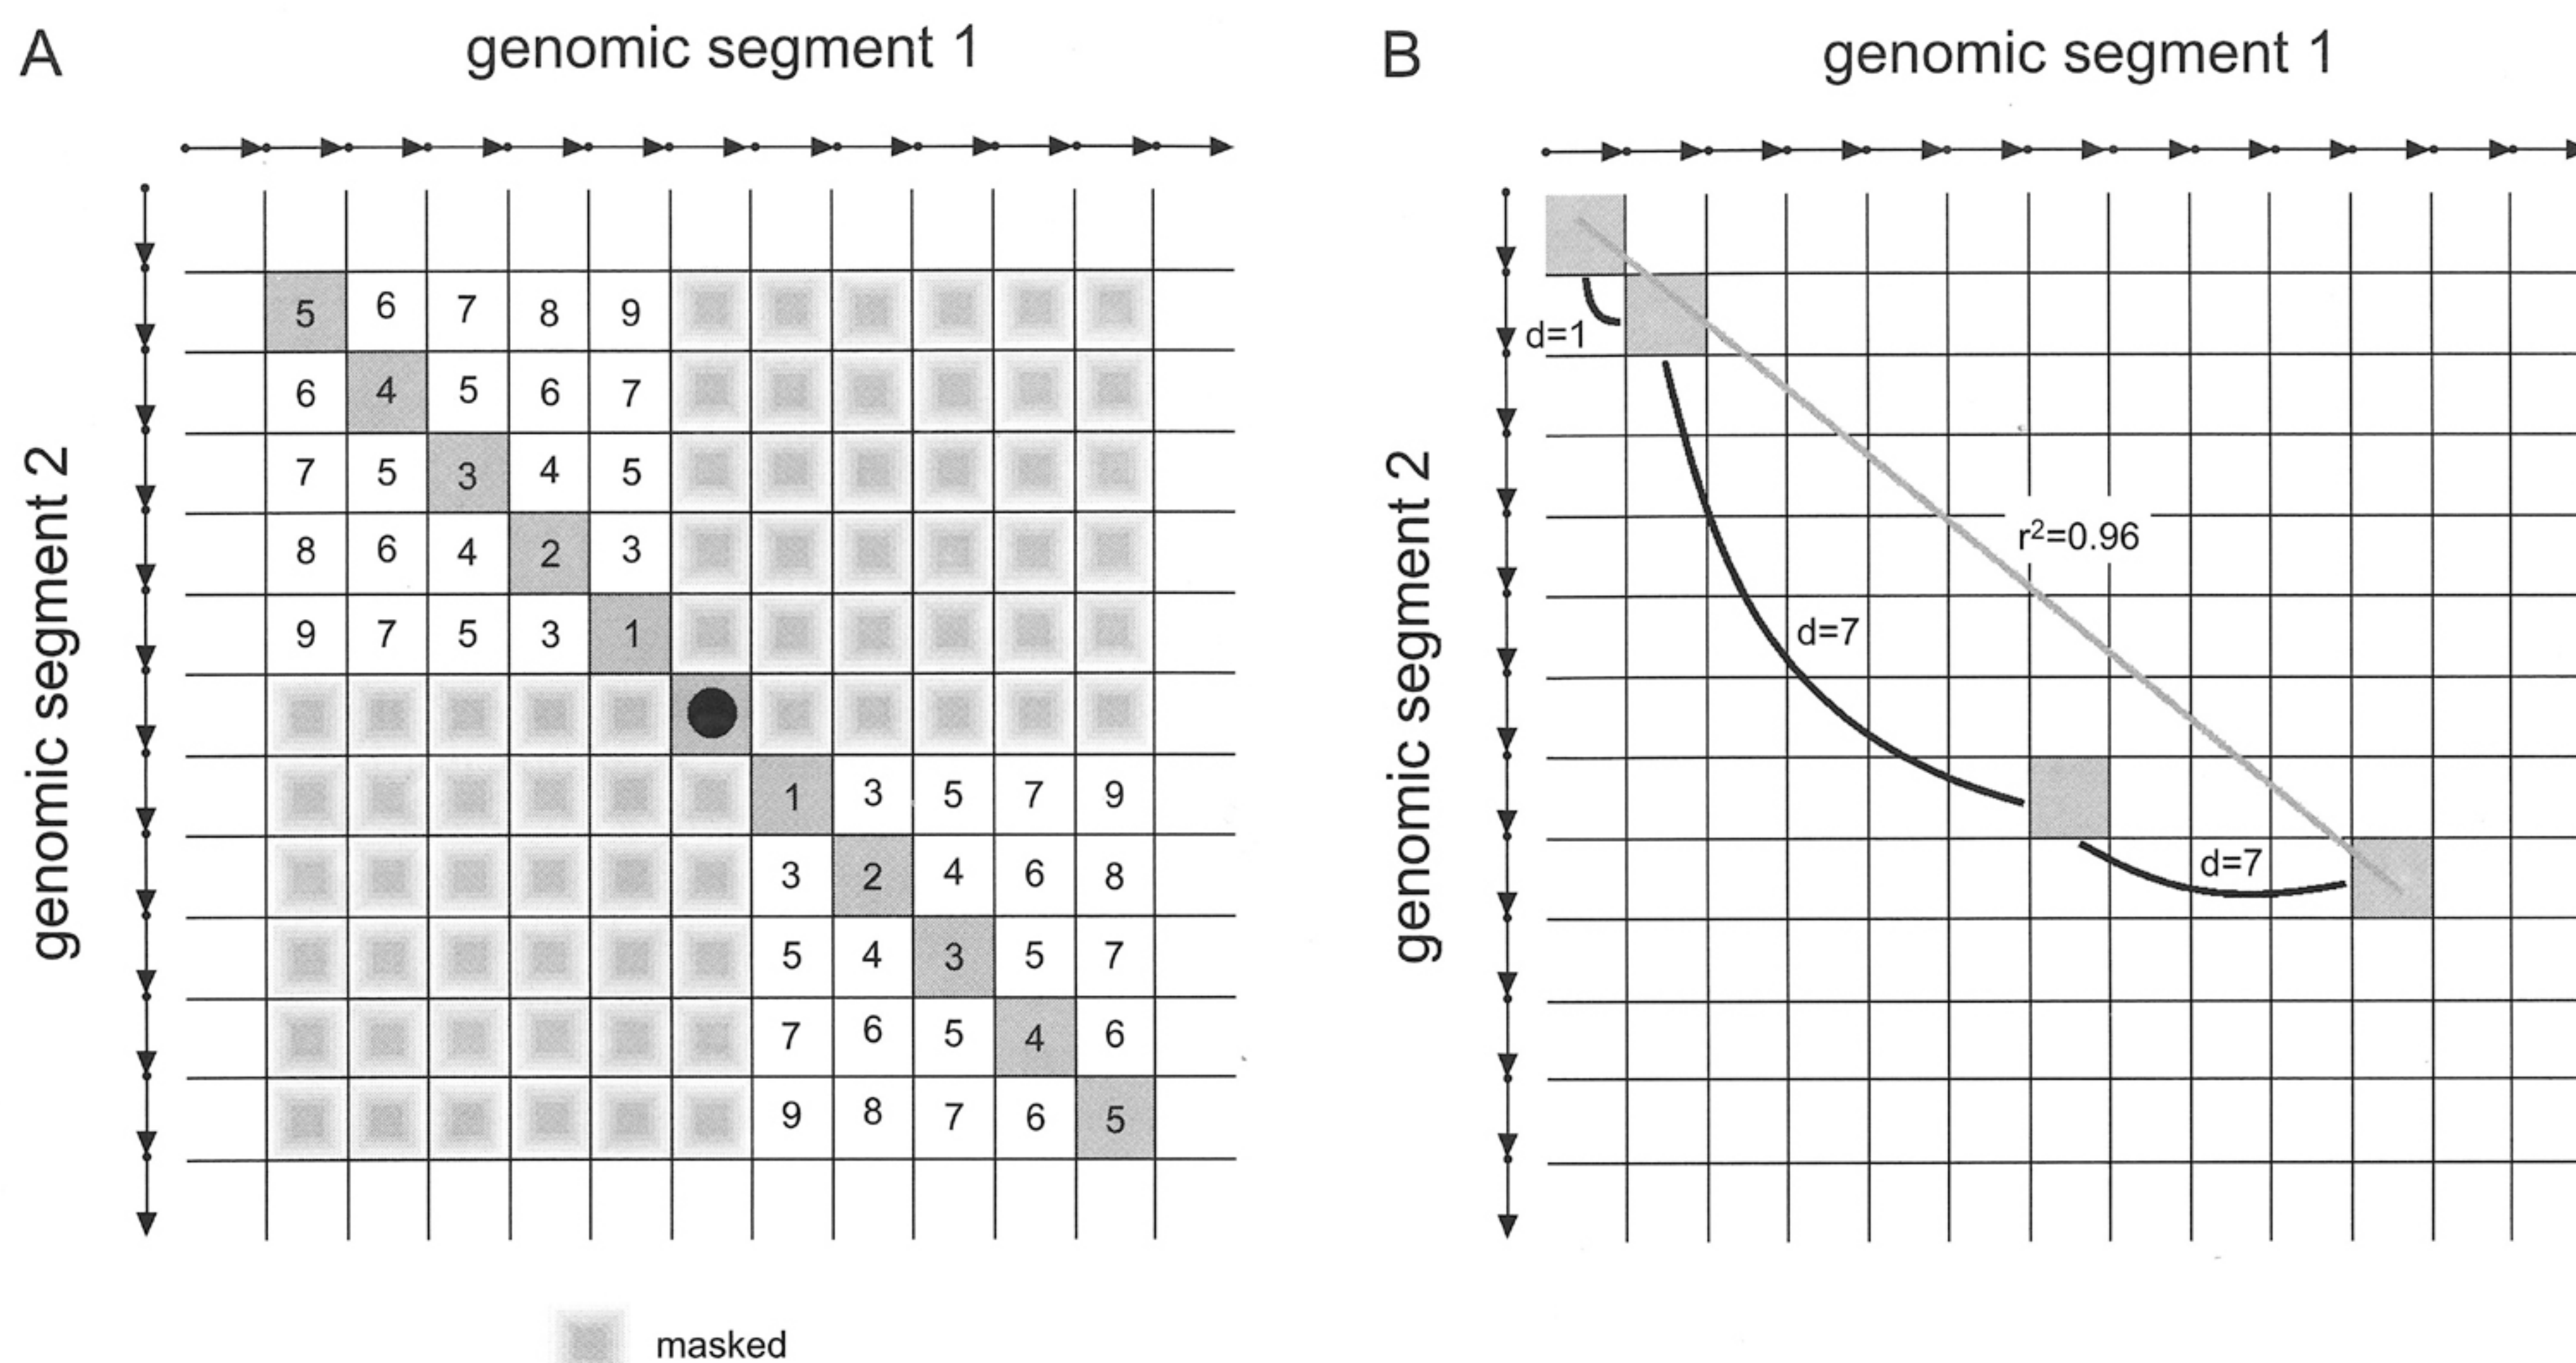 A
genomic segment 1
genomic segment 2
5 6 7 8 9
6 4 5 6 7
7 5 3 4 5
8 6 4 2 3
9 7 5 3 1
1 3 5 7 9
3 2 4 6 8
5 4 3 5 7
7 6 5 4 6
9 8 7 6 5
masked
B
genomic segment 1
genomic segment 2
d=1
r²=0.96
d=7
d=7